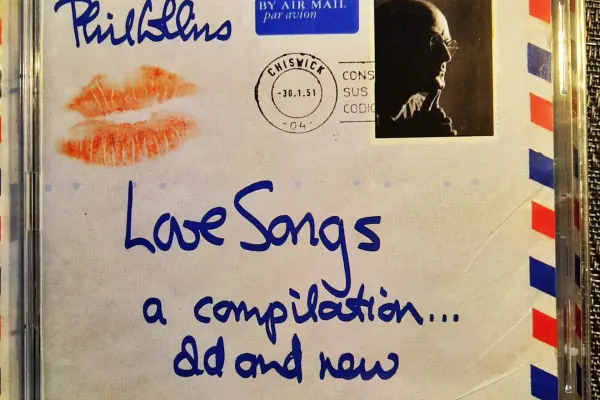 BY AIR MAIL
par avion
Phil Collins
CHISWICK
-30.1.51
-04-
CONS
SUS
CODIC
Love Songs
a compilation...
old and new